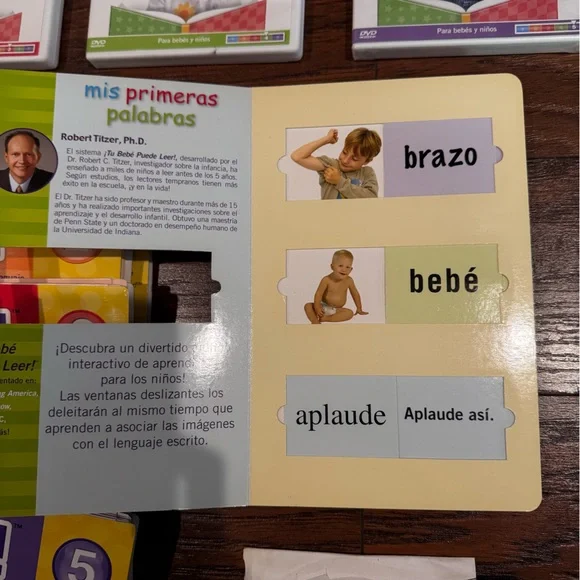 DVD
Para bebés y niños
DVD
Para bebés y niños
mis primeras
palabras
Robert Titzer, Ph.D.
El sistema ¡Tu Bebé Puede Leer!, desarrollado por el
Dr. Robert C. Titzer, investigador sobre la infancia, ha
enseñado a miles de niños a leer antes de los 5 años.
Según estudios, los lectores tempranos tienen más
éxito en la escuela, ¡y en la vida!
El Dr. Titzer ha sido profesor y maestro durante más de 15
años y ha realizado importantes investigaciones sobre el
aprendizaje y el desarrollo infantil. Obtuvo una maestría
de Penn State y un doctorado en desempeño humano de
la Universidad de Indiana.
brazo
bebé
Leer!
¡Descubra un divertido
interactivo de
para los niños!
Las ventanas deslizantes los
deleitarán al mismo tiempo que
aprenden a asociar las imágenes
con el lenguaje escrito.
aplaude
Aplaude así.
5